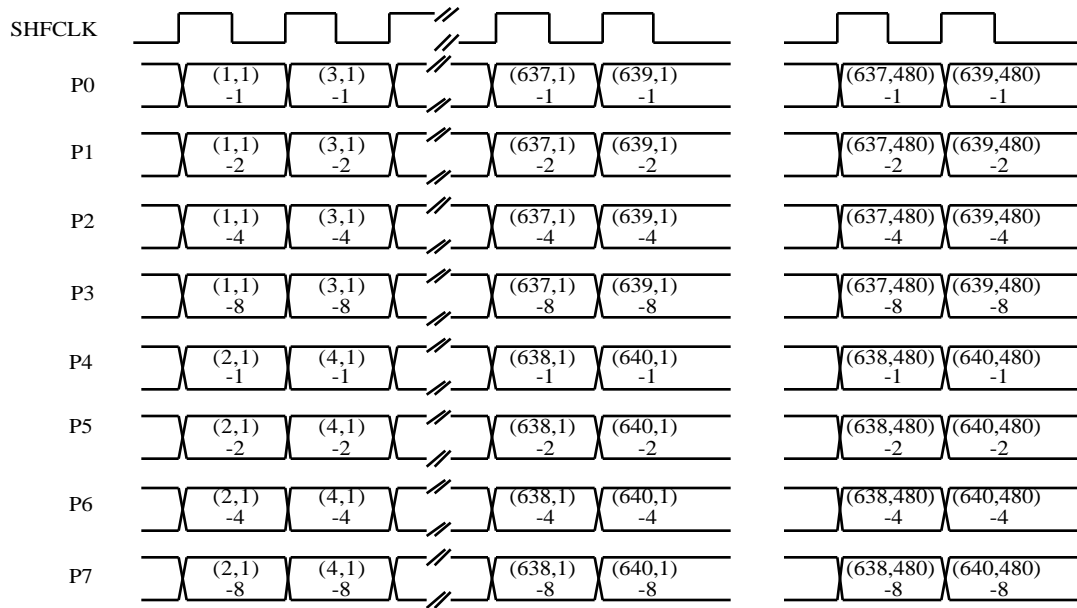 SHFCLK
P0 (1,1) (3,1) (637,1) (639,1) (637,480) (639,480)
-1 -1 -1 -1 -1 -1
P1 (1,1) (3,1) (637,1) (639,1) (637,480) (639,480)
-2 -2 -2 -2 -2 -2
P2 (1,1) (3,1) (637,1) (639,1) (637,480) (639,480)
-4 -4 -4 -4 -4 -4
P3 (1,1) (3,1) (637,1) (639,1) (637,480) (639,480)
-8 -8 -8 -8 -8 -8
P4 (2,1) (4,1) (638,1) (640,1) (638,480) (640,480)
-1 -1 -1 -1 -1 -1
P5 (2,1) (4,1) (638,1) (640,1) (638,480) (640,480)
-2 -2 -2 -2 -2 -2
P6 (2,1) (4,1) (638,1) (640,1) (638,480) (640,480)
-4 -4 -4 -4 -4 -4
P7 (2,1) (4,1) (638,1) (640,1) (638,480) (640,480)
-8 -8 -8 -8 -8 -8